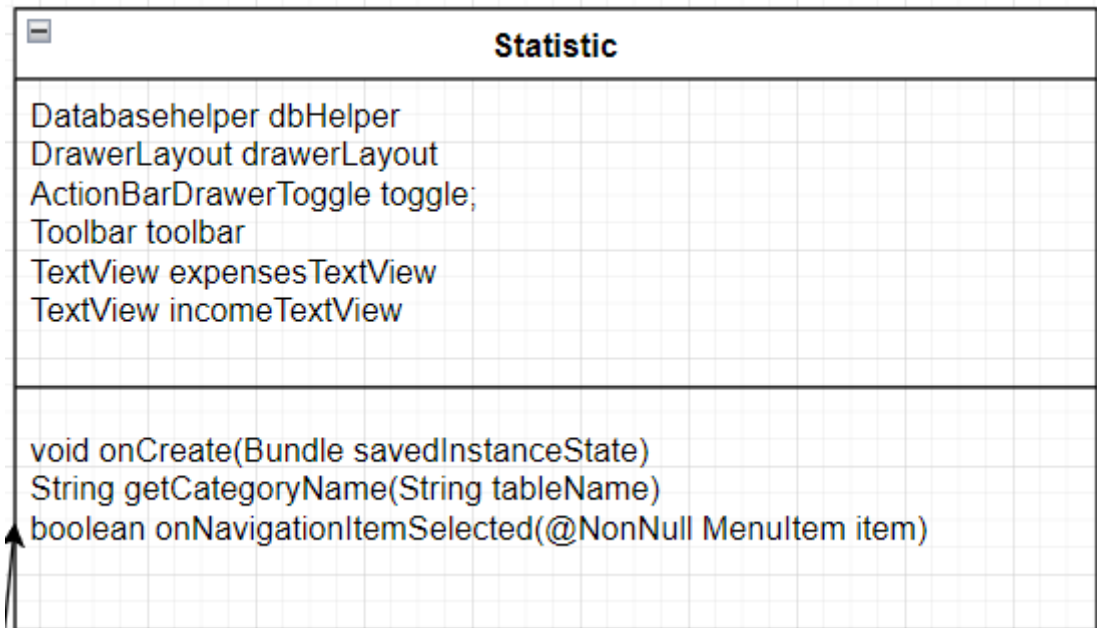 Statistic
Databasehelper dbHelper
DrawerLayout drawerLayout
ActionBarDrawerToggle toggle;
Toolbar toolbar
TextView expensesTextView
TextView incomeTextView
void onCreate(Bundle savedInstanceState)
String getCategoryName(String tableName)
boolean onNavigationItemSelected(@NonNull MenuItem item)